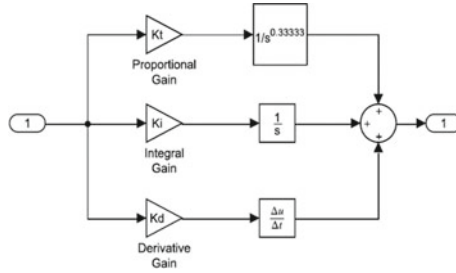 Kt
1/s^0.33333
Proportional
Gain
1
Ki
1
s
+
+
+
1
Integral
Gain
Kd
Δu
Δt
Derivative
Gain